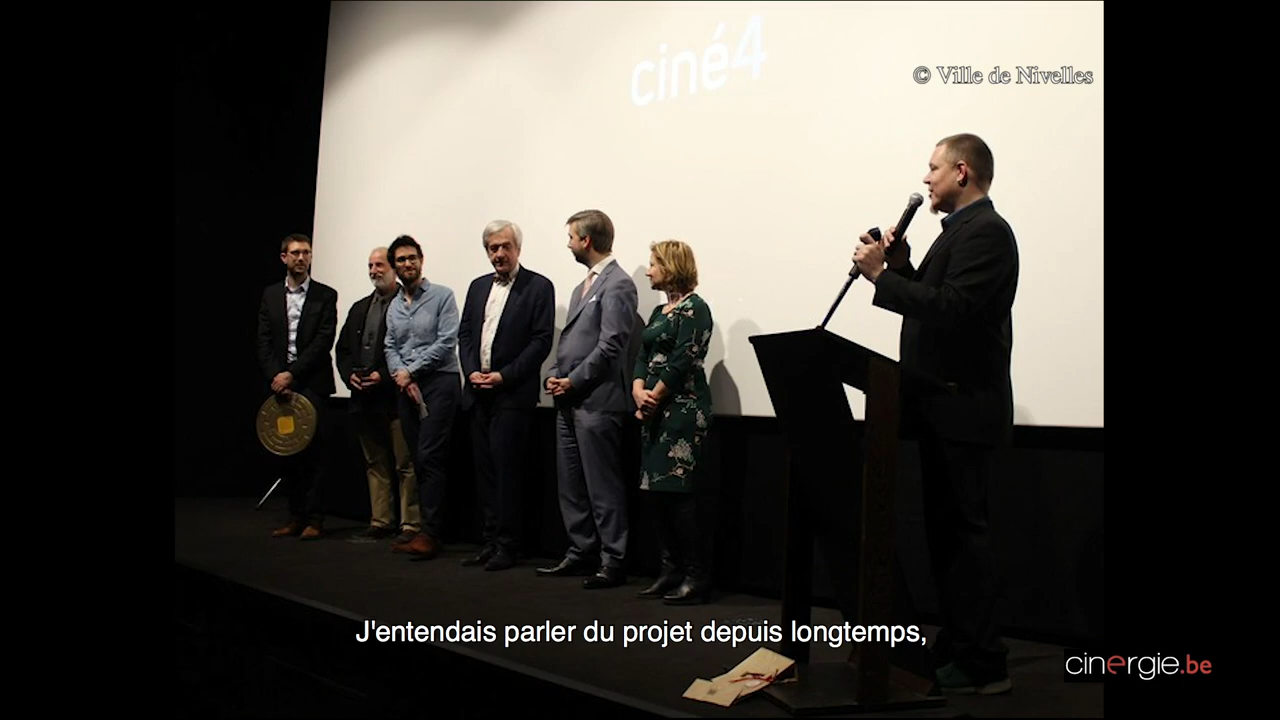 ciné4
© Ville de Nivelles
J'entendais parler du projet depuis longtemps,
cinergie.be